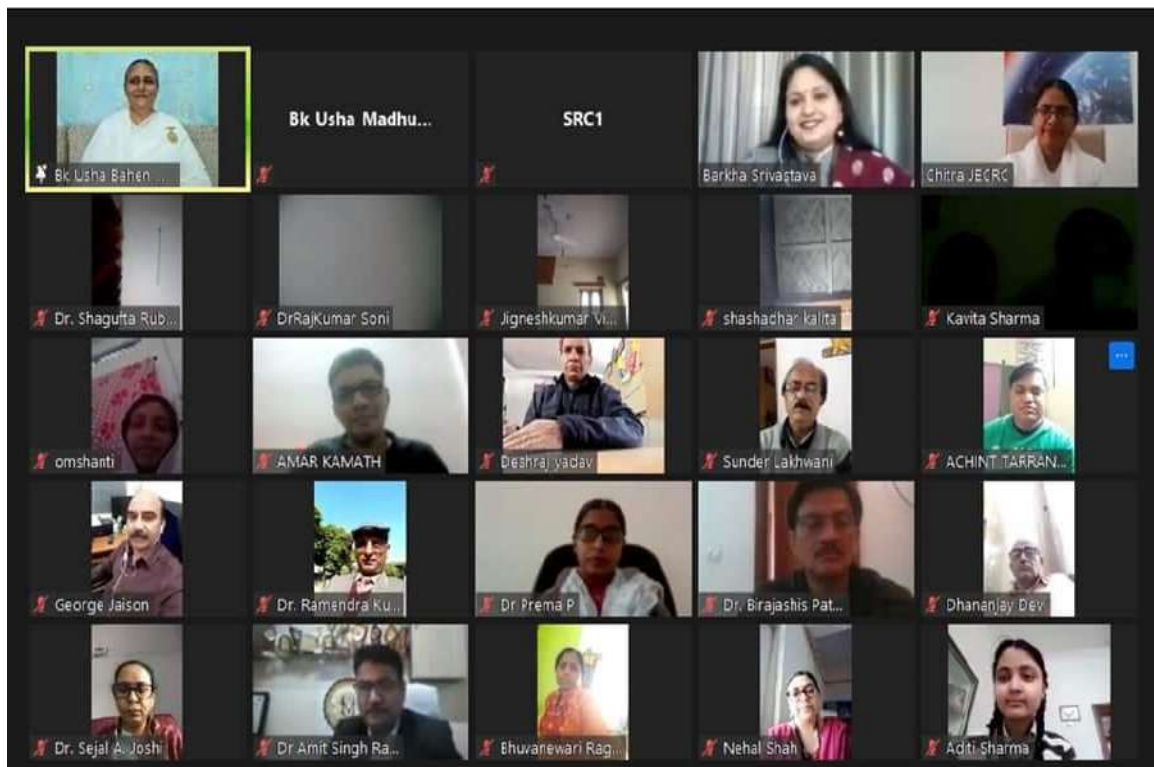 Bk Usha Bahen ...
Bk Usha Madhu...
SRC1
Barkha Srivastava
Chitra JECRC
Dr. Shagufta Rub...
DrRajKumar Soni
Jigneshkumar Vi...
shashadhar kalita
Kavita Sharma
omshanti
AMAR KAMATH
Deshraj yadav
Sunder Lakhwani
ACHINT TARRAN...
George Jaison
Dr. Ramendra Ku...
Dr Prema P
Dr. Birajashis Pat...
Dhananjay Dev
Dr. Sejal A. Joshi
Dr Amit Singh Ra...
Bhuvanewari Rag...
Nehal Shah
Aditi Sharma